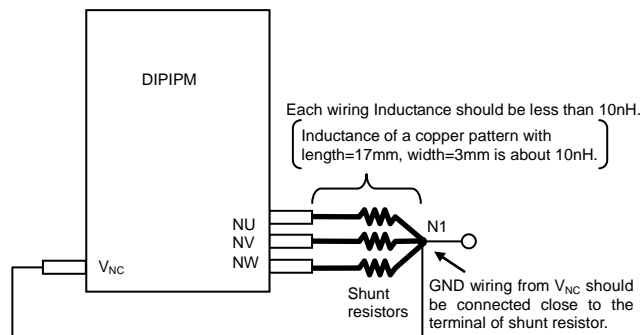 DIPIPM
Each wiring Inductance should be less than 10nH.
Inductance of a copper pattern with
length=17mm, width=3mm is about 10nH.
NU
NV
NW
VNC
N1
Shunt
resistors
GND wiring from VNC should
be connected close to the
terminal of shunt resistor.